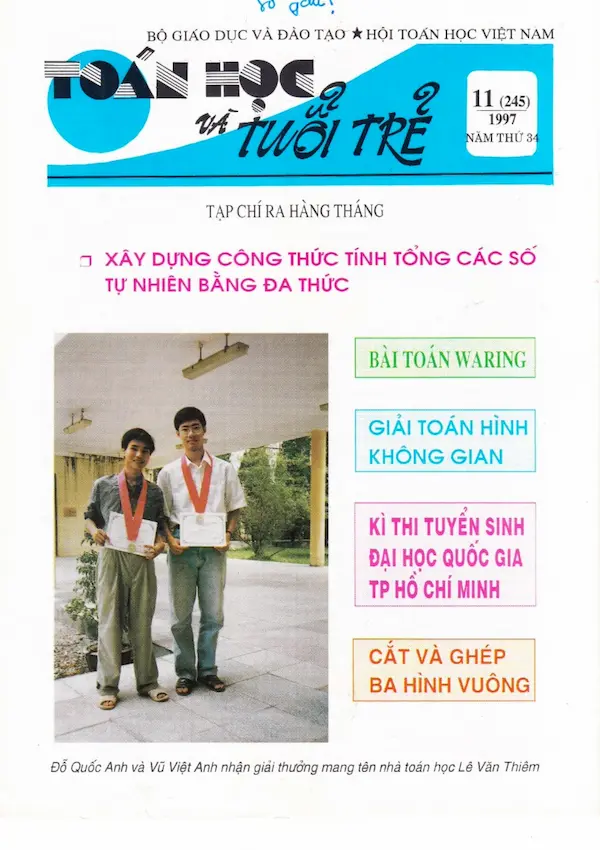 BỘ GIÁO DỤC VÀ ĐÀO TẠO ★ HỘI TOÁN HỌC VIỆT NAM
TOÁN HỌC
VÀ
TUỔI TRẺ
11 (245)
1997
NĂM THỨ 34
TẠP CHÍ RA HÀNG THÁNG
XÂY DỰNG CÔNG THỨC TÍNH TỔNG CÁC SỐ
TỰ NHIÊN BẰNG ĐA THỨC
BÀI TOÁN WARING
GIẢI TOÁN HÌNH
KHÔNG GIAN
KÌ THI TUYỂN SINH
ĐẠI HỌC QUỐC GIA
TP HỒ CHÍ MINH
CẮT VÀ GHÉP
BA HÌNH VUÔNG
Đỗ Quốc Anh và Vũ Việt Anh nhận giải thưởng mang tên nhà toán học Lê Văn Thiêm